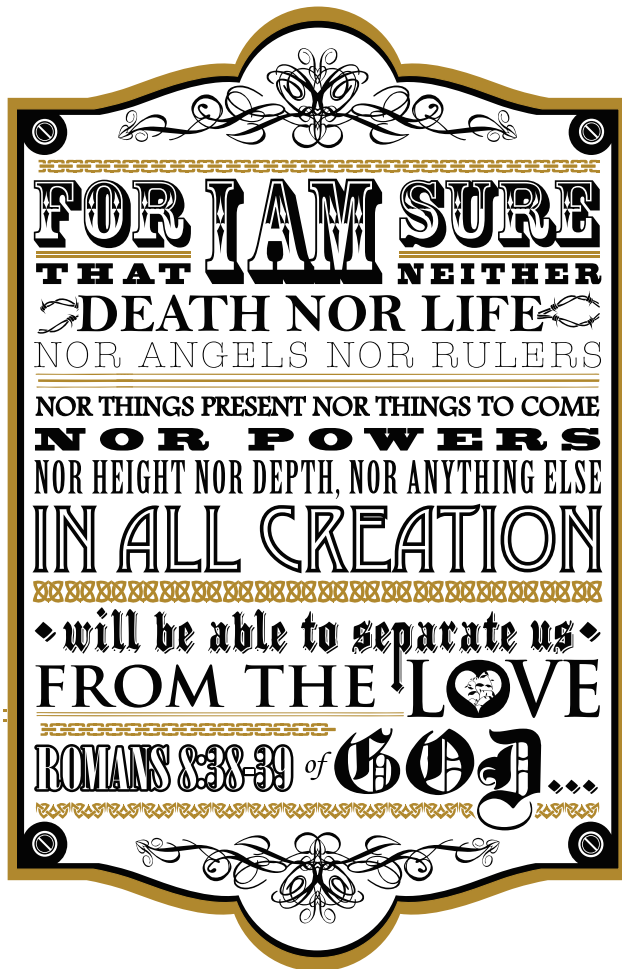 FOR I AM SURE
THAT NEITHER
DEATH NOR LIFE
NOR ANGELS NOR RULERS
NOR THINGS PRESENT NOR THINGS TO COME
NOR POWERS
NOR HEIGHT NOR DEPTH, NOR ANYTHING ELSE
IN ALL CREATION
will be able to separate us
FROM THE LOVE
ROMANS 8:38-39 of GOD...